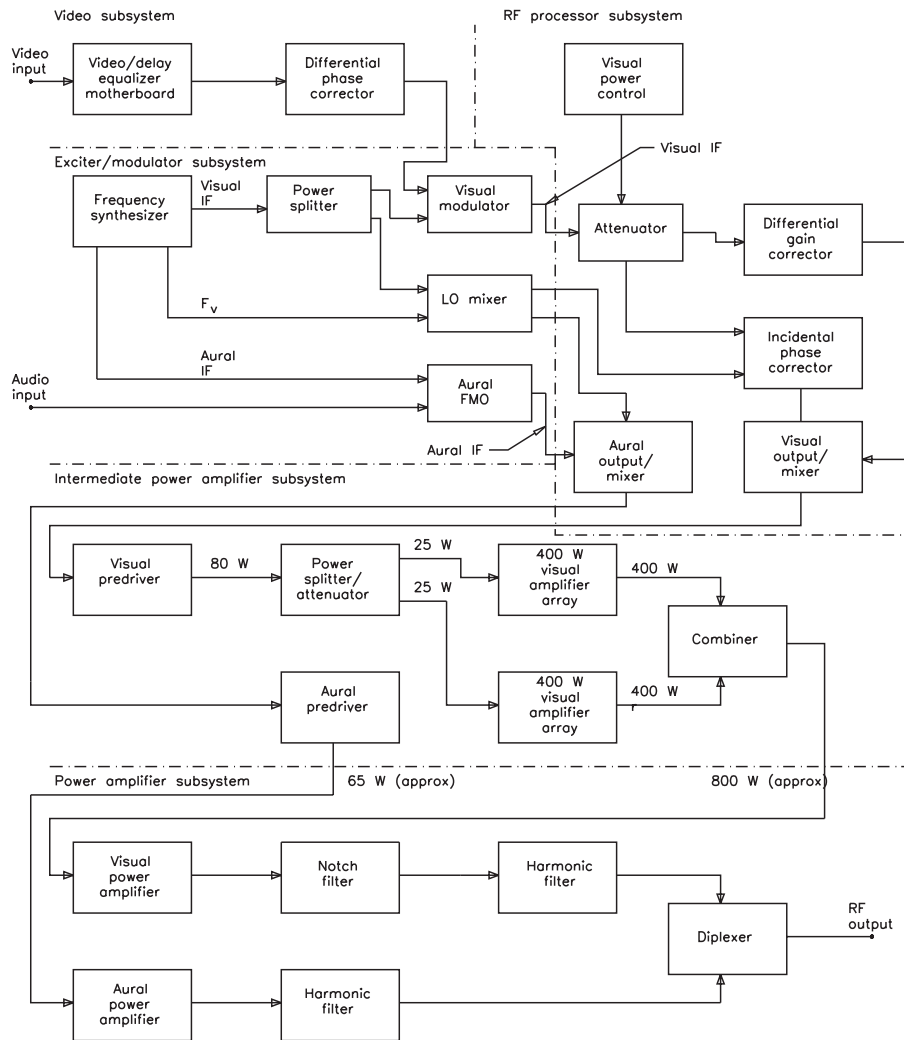 Video subsystem
RF processor subsystem
Video
input
Video/delay
equalizer
motherboard
Differential
phase
corrector
Visual
power
control
Exciter/modulator subsystem
Visual IF
Frequency
synthesizer
Visual
IF
Power
splitter
Visual
modulator
Attenuator
Differential
gain
corrector
Fv
LO mixer
Incidental
phase
corrector
Aural
IF
Audio
input
Aural
FMO
Aural IF
Aural
output/
mixer
Visual
output/
mixer
Intermediate power amplifier subsystem
Visual
predriver
80 W
Power
splitter/
attenuator
25 W
25 W
400 W
visual
amplifier
array
400 W
Combiner
Aural
predriver
400 W
visual
amplifier
array
400 W
r
Power amplifier subsystem
65 W (approx)
800 W (approx)
Visual
power
amplifier
Notch
filter
Harmonic
filter
Diplexer
RF
output
Aural
power
amplifier
Harmonic
filter